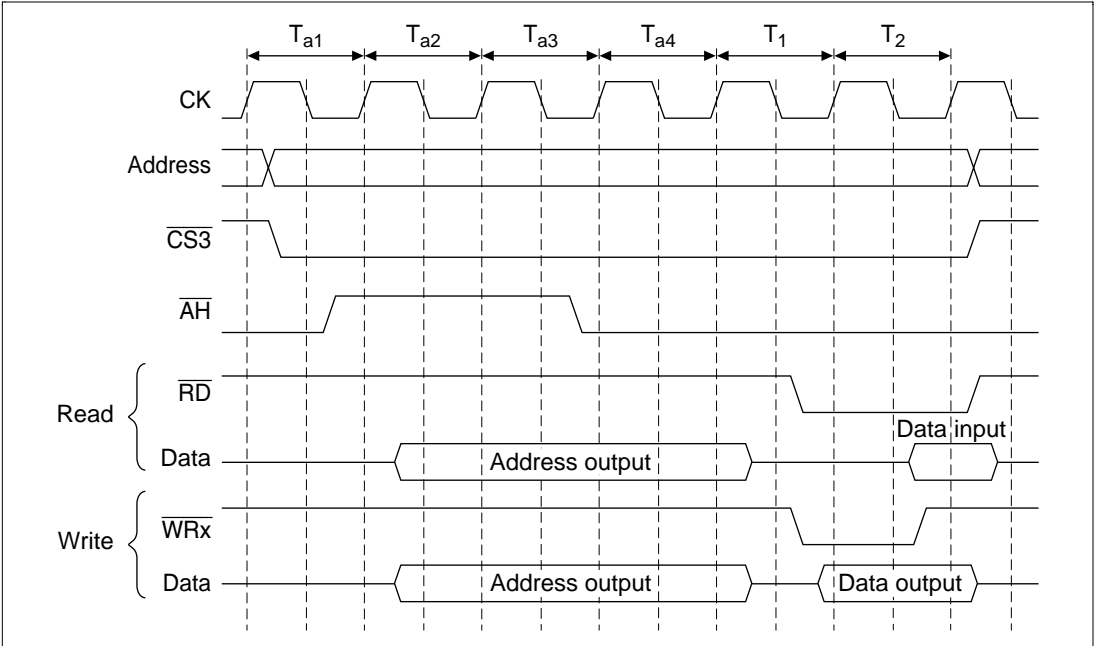 Ta1 Ta2 Ta3 Ta4 T1 T2
CK
Address
CS3
AH
RD
Read
Data input
Data Address output
WRx
Write
Data Address output Data output